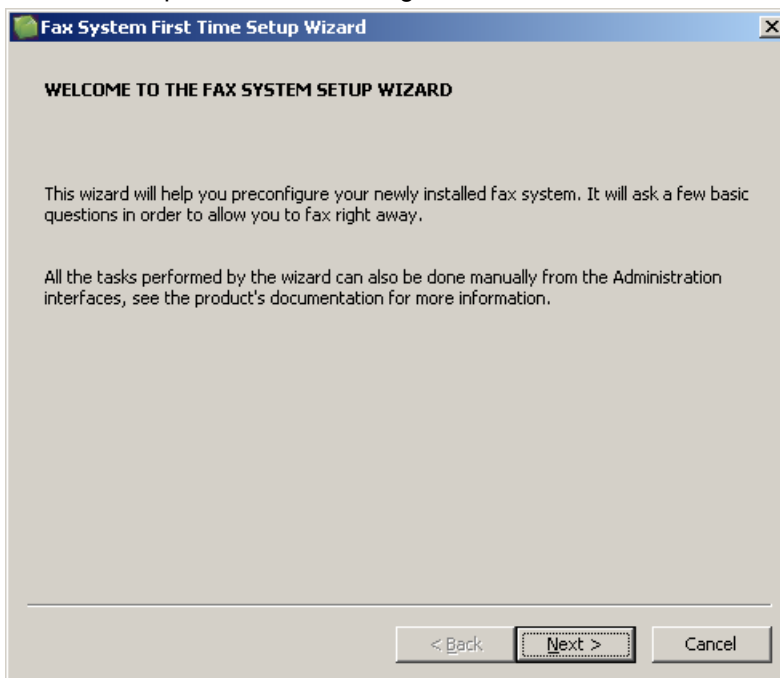 Fax System First Time Setup Wizard
WELCOME TO THE FAX SYSTEM SETUP WIZARD
This wizard will help you preconfigure your newly installed fax system. It will ask a few basic
questions in order to allow you to fax right away.
All the tasks performed by the wizard can also be done manually from the Administration
interfaces, see the product's documentation for more information.
< Back Next > Cancel